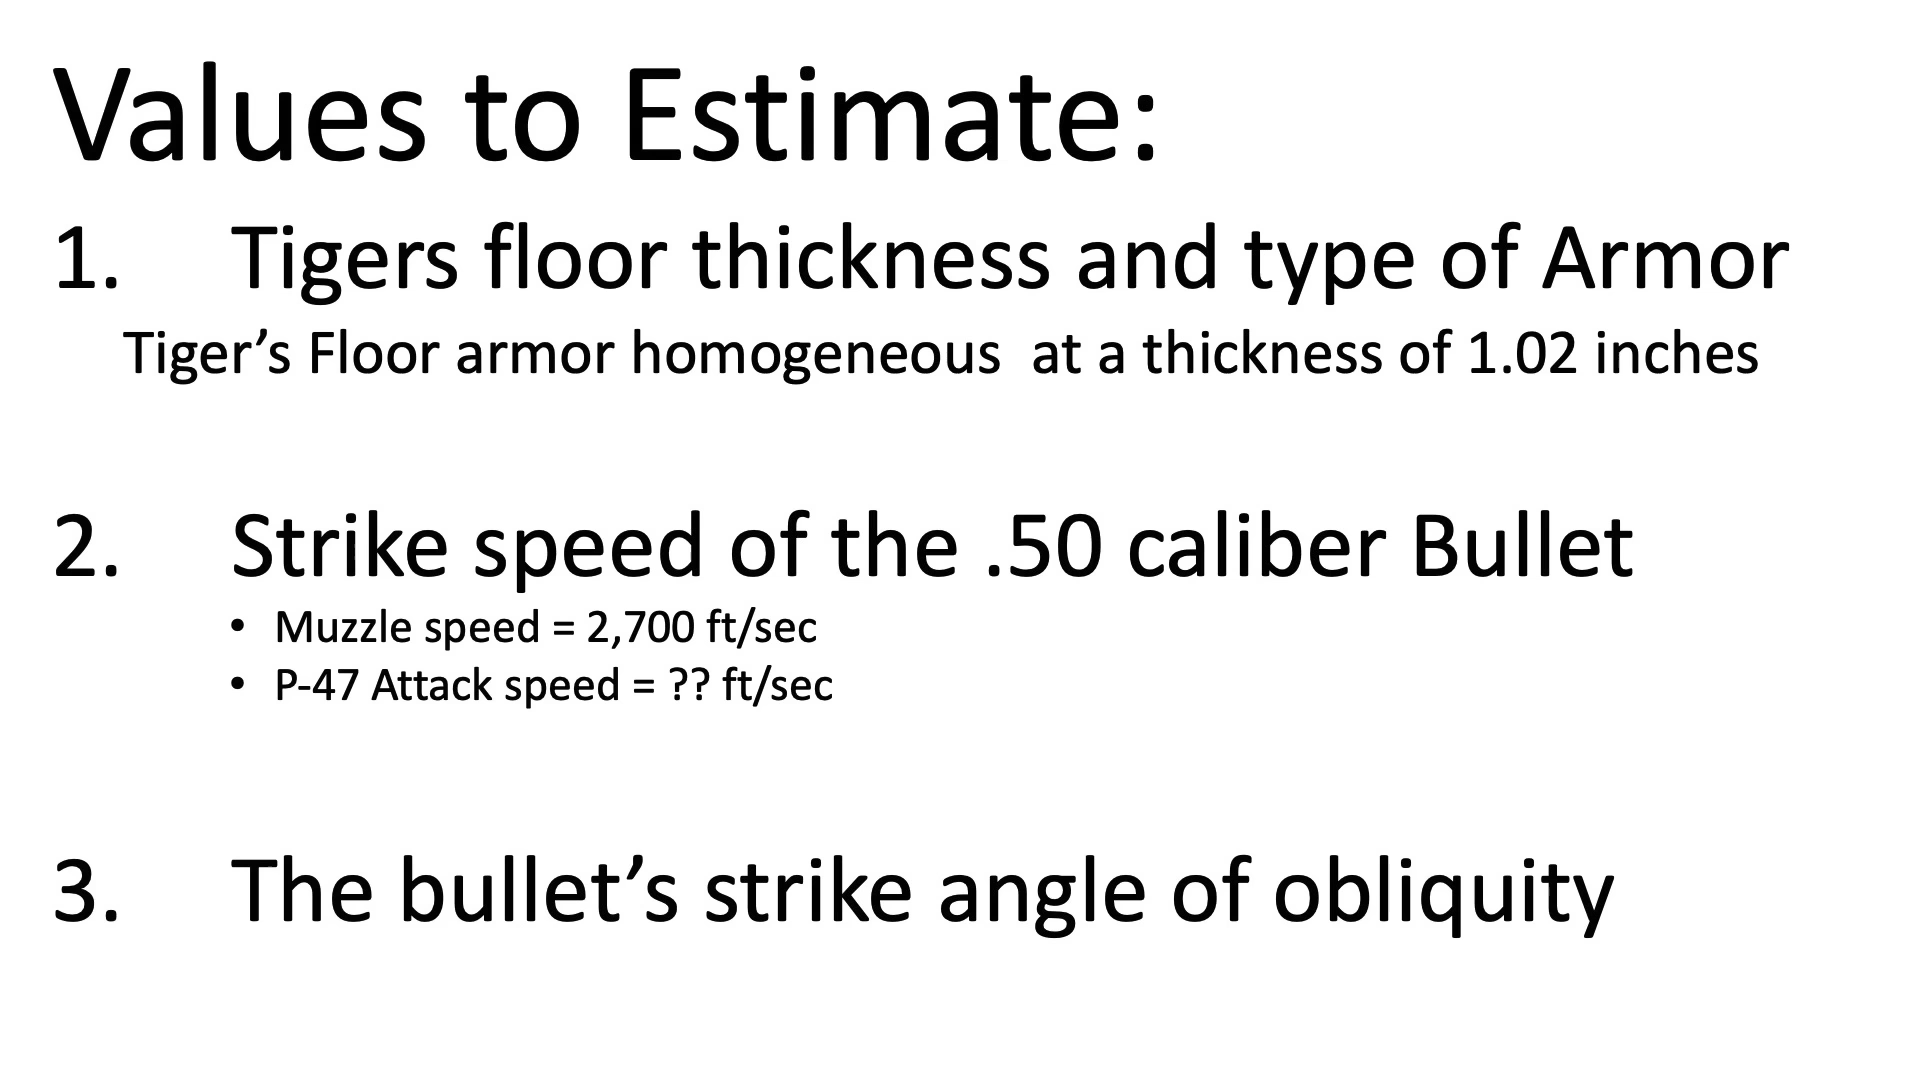 Values to Estimate:
1. Tigers floor thickness and type of Armor
Tiger’s Floor armor homogeneous  at a thickness of 1.02 inches
2. Strike speed of the .50 caliber Bullet
• Muzzle speed = 2,700 ft/sec
• P-47 Attack speed = ?? ft/sec
3. The bullet’s strike angle of obliquity